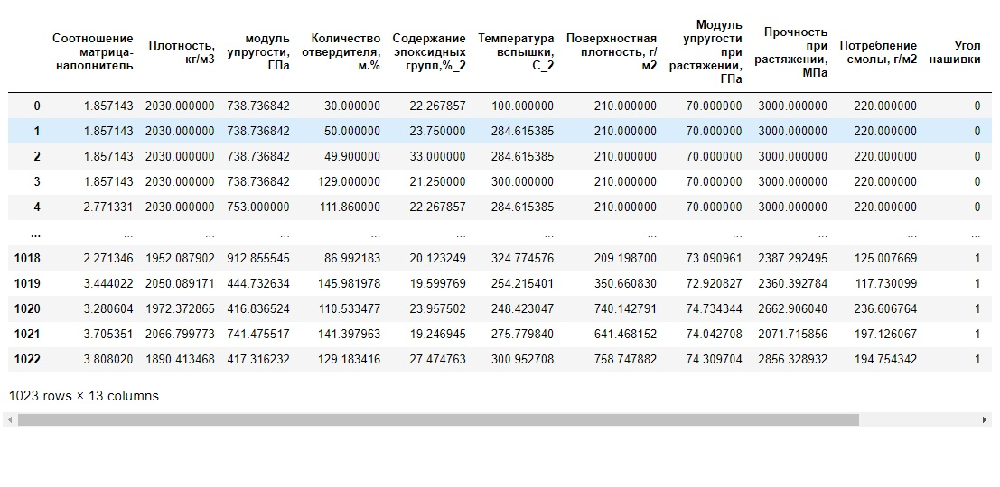 Соотношение матрица-наполнитель Плотность, кг/м3 модуль упругости, ГПа Количество отвердителя, м.% Содержание эпоксидных групп,%_2 Температура вспышки, С_2 Поверхностная плотность, г/м2 Модуль упругости при растяжении, ГПа Прочность при растяжении, МПа Потребление смолы, г/м2 Угол нашивки
0 1.857143 2030.000000 738.736842 30.000000 22.267857 100.000000 210.000000 70.000000 3000.000000 220.000000 0
1 1.857143 2030.000000 738.736842 50.000000 23.750000 284.615385 210.000000 70.000000 3000.000000 220.000000 0
2 1.857143 2030.000000 738.736842 49.900000 33.000000 284.615385 210.000000 70.000000 3000.000000 220.000000 0
3 1.857143 2030.000000 738.736842 129.000000 21.250000 300.000000 210.000000 70.000000 3000.000000 220.000000 0
4 2.771331 2030.000000 753.000000 111.860000 22.267857 284.615385 210.000000 70.000000 3000.000000 220.000000 0
... ... ... ... ... ... ... ... ... ... ... ...
1018 2.271346 1952.087902 912.855545 86.992183 20.123249 324.774576 209.198700 73.090961 2387.292495 125.007669 1
1019 3.444022 2050.089171 444.732634 145.981978 19.599769 254.215401 350.660830 72.920827 2360.392784 117.730099 1
1020 3.280604 1972.372865 416.836524 110.533477 23.957502 248.423047 740.142791 74.734344 2662.906040 236.606764 1
1021 3.705351 2066.799773 741.475517 141.397963 19.246945 275.779840 641.468152 74.042708 2071.715856 197.126067 1
1022 3.808020 1890.413468 417.316232 129.183416 27.474763 300.952708 758.747882 74.309704 2856.328932 194.754342 1
1023 rows × 13 columns